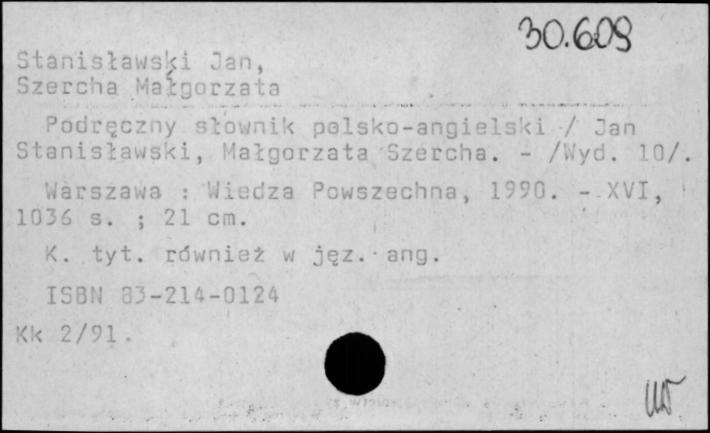 30.609
Stanisławski Jan,
Szercha Małgorzata
Podręczny słownik polsko-angielski / Jan
Stanisławski, Małgorzata Szercha. - /Wyd. 10/.
Warszawa : Wiedza Powszechna, 1990. - XVI,
1036 s. ; 21 cm.
K. tyt. również w jęz. ang.
ISBN 83-214-0124
Kk 2/91.